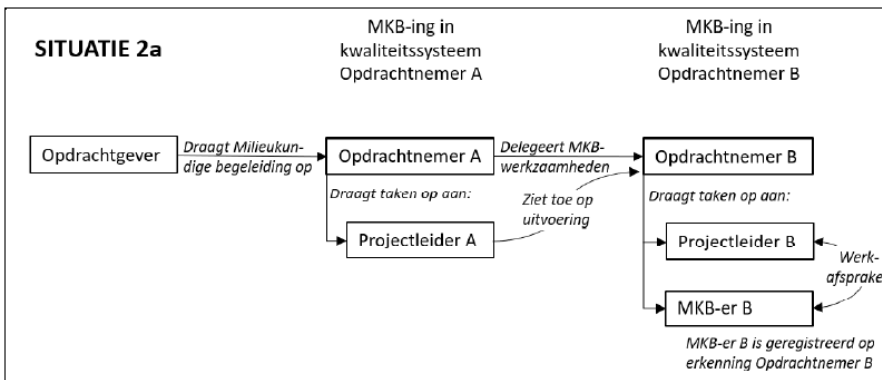 SITUATIE 2a
MKB-ing in
kwaliteitssysteem
Opdrachtnemer A
MKB-ing in
kwaliteitssysteem
Opdrachtnemer B
Opdrachtgever
Draagt Milieukun-
dige begeleiding op
Opdrachtnemer A
Delegeert MKB-
werkzaamheden
Opdrachtnemer B
Draagt taken op aan:
Ziet toe op
uitvoering
Draagt taken op aan:
Projectleider A
Projectleider B
Werk-
afspraken
MKB-er B
MKB-er B is geregistreerd op
erkenning Opdrachtnemer B